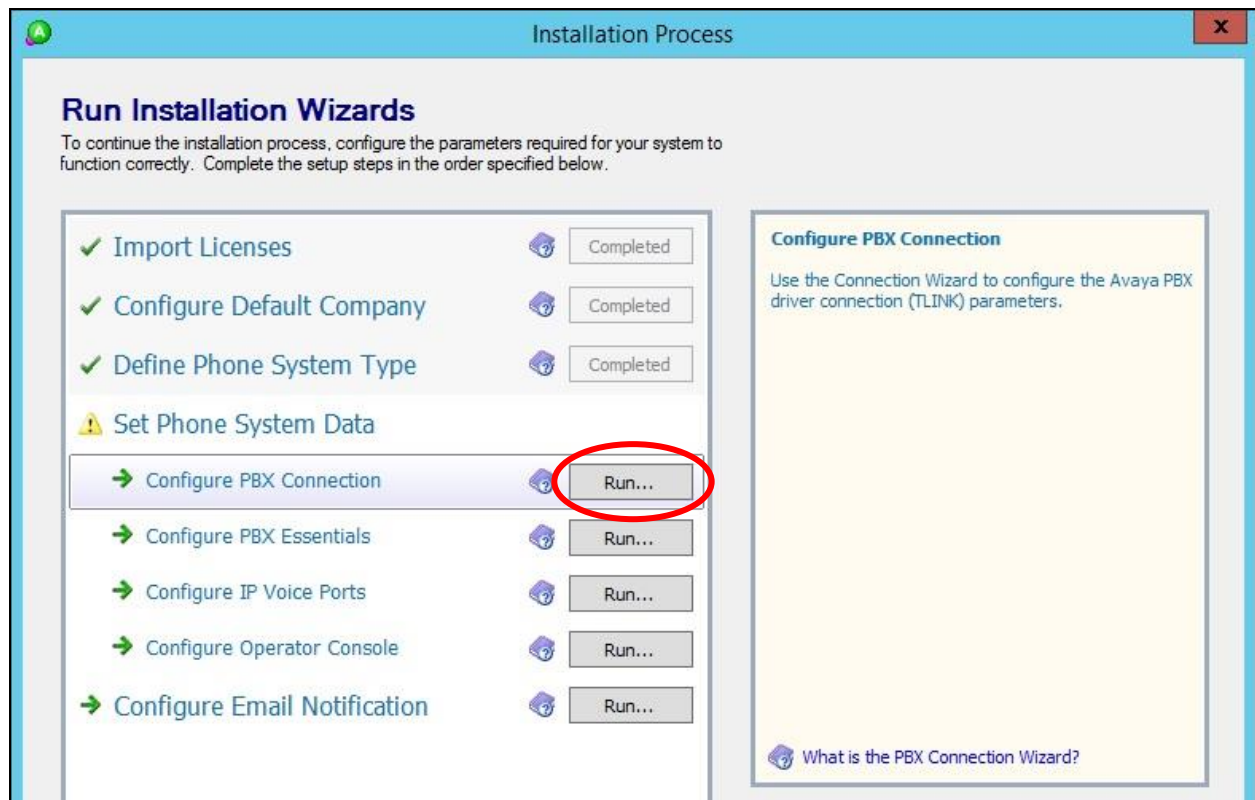 Installation Process
x
Run Installation Wizards
To continue the installation process, configure the parameters required for your system to
function correctly. Complete the setup steps in the order specified below.
Import Licenses
Completed
Configure Default Company
Completed
Define Phone System Type
Completed
Set Phone System Data
Configure PBX Connection
Run...
Configure PBX Essentials
Run...
Configure IP Voice Ports
Run...
Configure Operator Console
Run...
Configure Email Notification
Run...
Configure PBX Connection
Use the Connection Wizard to configure the Avaya PBX
driver connection (TLINK) parameters.
What is the PBX Connection Wizard?